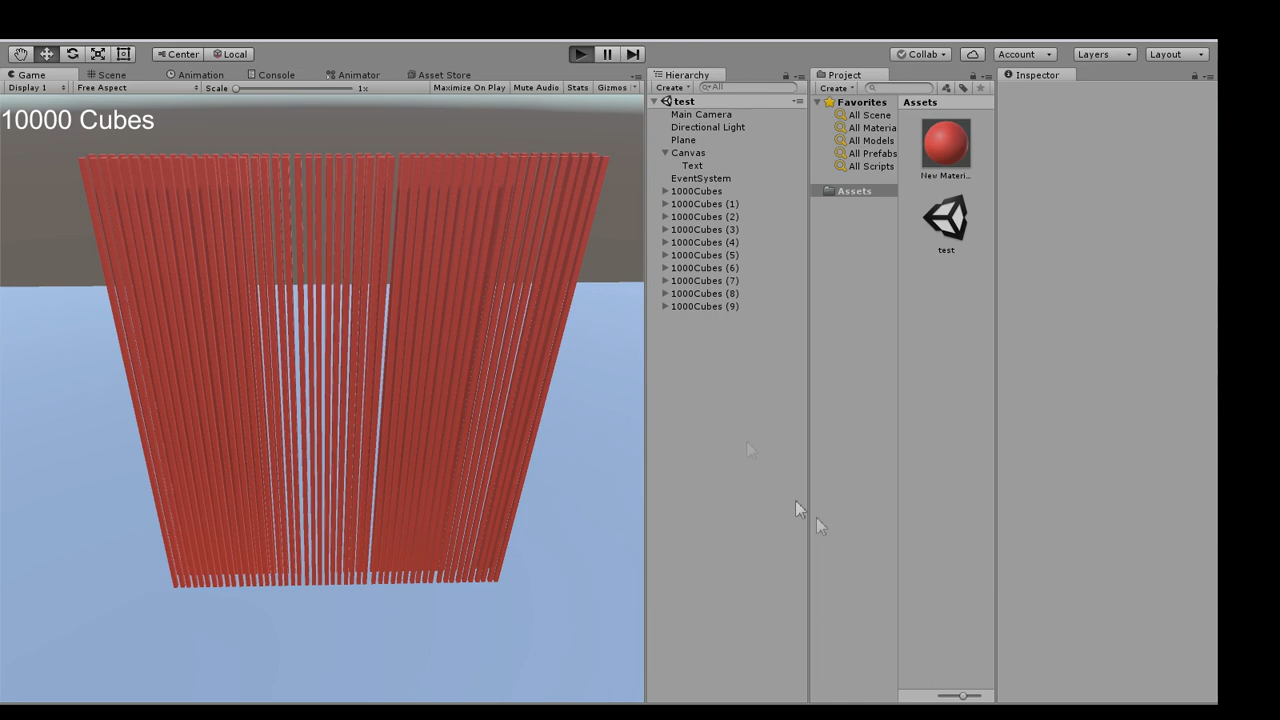 Center
Local
Collab
Account
Layers
Layout
Game
Scene
Animation
Console
Animator
Asset Store
Hierarchy
Project
Inspector
Display 1
Free Aspect
Scale
1x
Maximize On Play
Mute Audio
Stats
Gizmos
Create
All
Create
test
Favorites
Assets
10000 Cubes
Main Camera
Directional Light
Plane
Canvas
Text
EventSystem
1000Cubes
1000Cubes (1)
1000Cubes (2)
1000Cubes (3)
1000Cubes (4)
1000Cubes (5)
1000Cubes (6)
1000Cubes (7)
1000Cubes (8)
1000Cubes (9)
All Scene
All Materia
All Models
All Prefabs
All Scripts
Assets
New Materi...
test